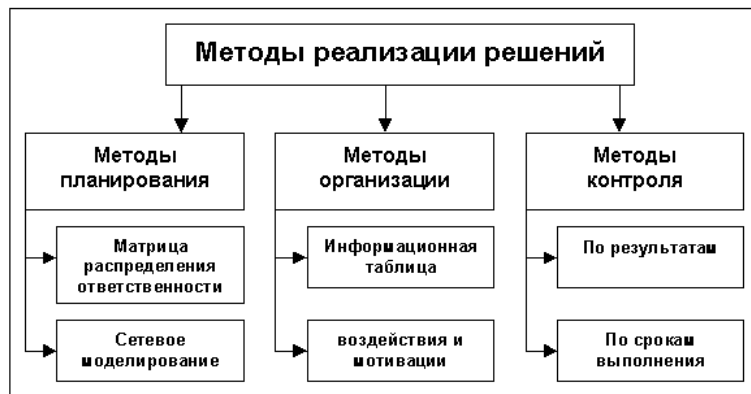 Методы реализации решений
Методы
планирования
Методы
организации
Методы
контроля
Матрица
распределения
ответственности
Информационная
таблица
По результатам
Сетевое
моделирование
воздействия и
мотивации
По срокам
выполнения